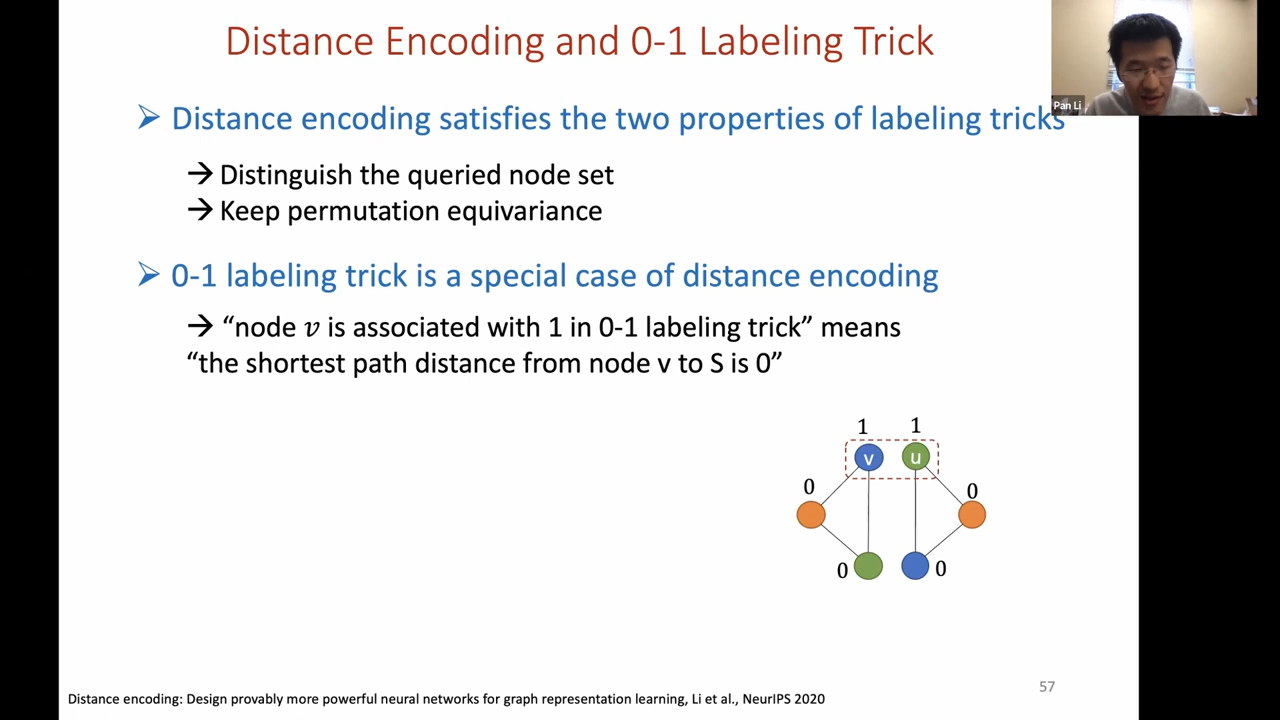 Distance Encoding and 0-1 Labeling Trick
Pan Li
➢ Distance encoding satisfies the two properties of labeling tricks
→ Distinguish the queried node set
→ Keep permutation equivariance
➢ 0-1 labeling trick is a special case of distance encoding
→ “node 𝑣 is associated with 1 in 0-1 labeling trick” means
“the shortest path distance from node v to S is 0”
1 1
v u
0 0
0 0
57
Distance encoding: Design provably more powerful neural networks for graph representation learning, Li et al., NeurIPS 2020